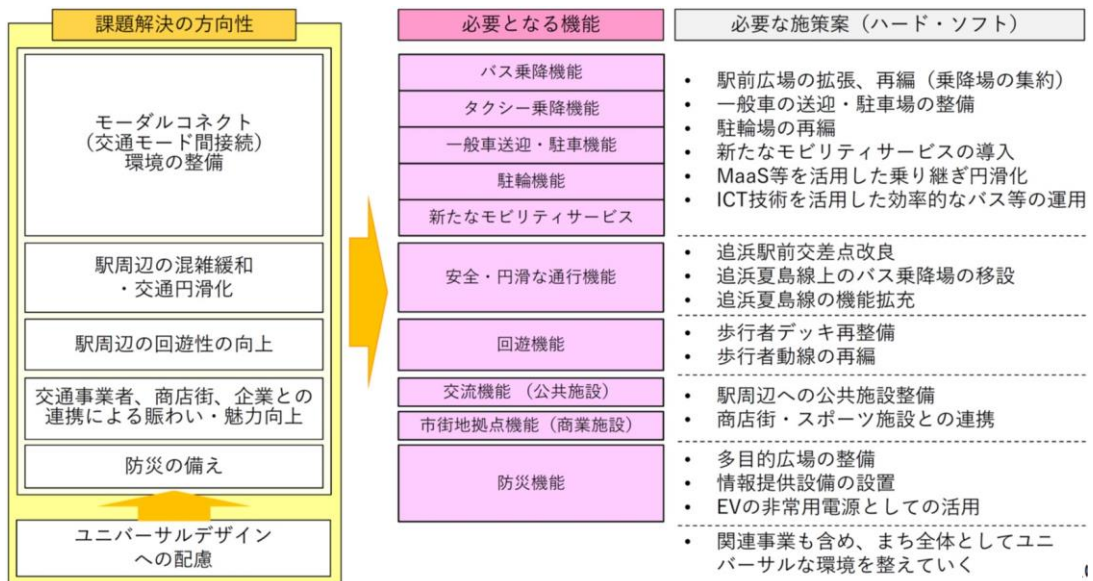 課題解決の方向性
モーダルコネクト
(交通モード間接続)
環境の整備
駅周辺の混雑緩和
・交通円滑化
駅周辺の回遊性の向上
交通事業者、商店街、企業との
連携による賑わい・魅力向上
防災の備え
ユニバーサルデザイン
への配慮
必要となる機能
バス乗降機能
タクシー乗降機能
一般車送迎・駐車機能
駐輪機能
新たなモビリティサービス
安全・円滑な通行機能
回遊機能
交流機能 （公共施設）
市街地拠点機能（商業施設）
防災機能
必要な施策案（ハード・ソフト）
• 駅前広場の拡張、再編（乗降場の集約）
• 一般車の送迎・駐車場の整備
• 駐輪場の再編
• 新たなモビリティサービスの導入
• MaaS等を活用した乗り継ぎ円滑化
• ICT技術を活用した効率的なバス等の運用
• 追浜駅前交差点改良
• 追浜夏島線上のバス乗降場の移設
• 追浜夏島線の機能拡充
• 歩行者デッキ再整備
• 歩行者動線の再編
• 駅周辺への公共施設整備
• 商店街・スポーツ施設との連携
• 多目的広場の整備
• 情報提供設備の設置
• EVの非常用電源としての活用
• 関連事業も含め、まち全体としてユニ
バーサルな環境を整えていく